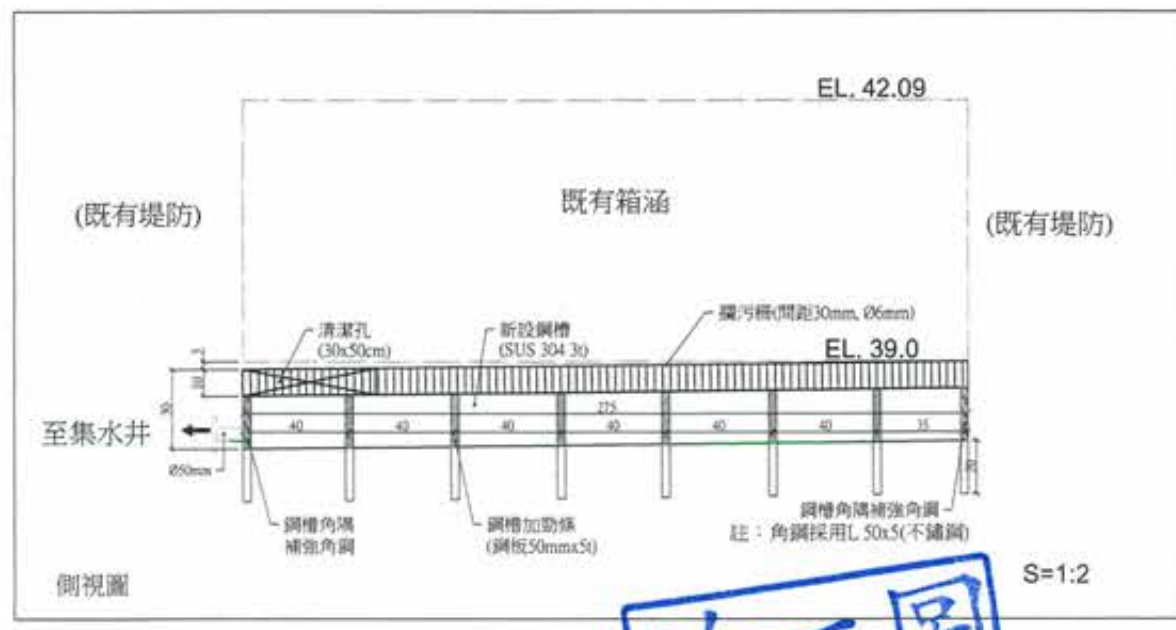 EL. 42.09
既有箱涵
(既有堤防)
(既有堤防)
攔污柵(間距30mm, Ø6mm)
清潔孔
(30x50cm)
新設鋼槽
(SUS 304 3t)
EL. 39.0
5
10
30
275
40
40
40
40
40
40
35
至集水井
Ø50mm
20
鋼槽角隅
補強角鋼
鋼槽加勁條
(鋼板50mmx5t)
鋼槽角隅補強角鋼
註：角鋼採用L 50x5(不鏽鋼)
側視圖
S=1:2